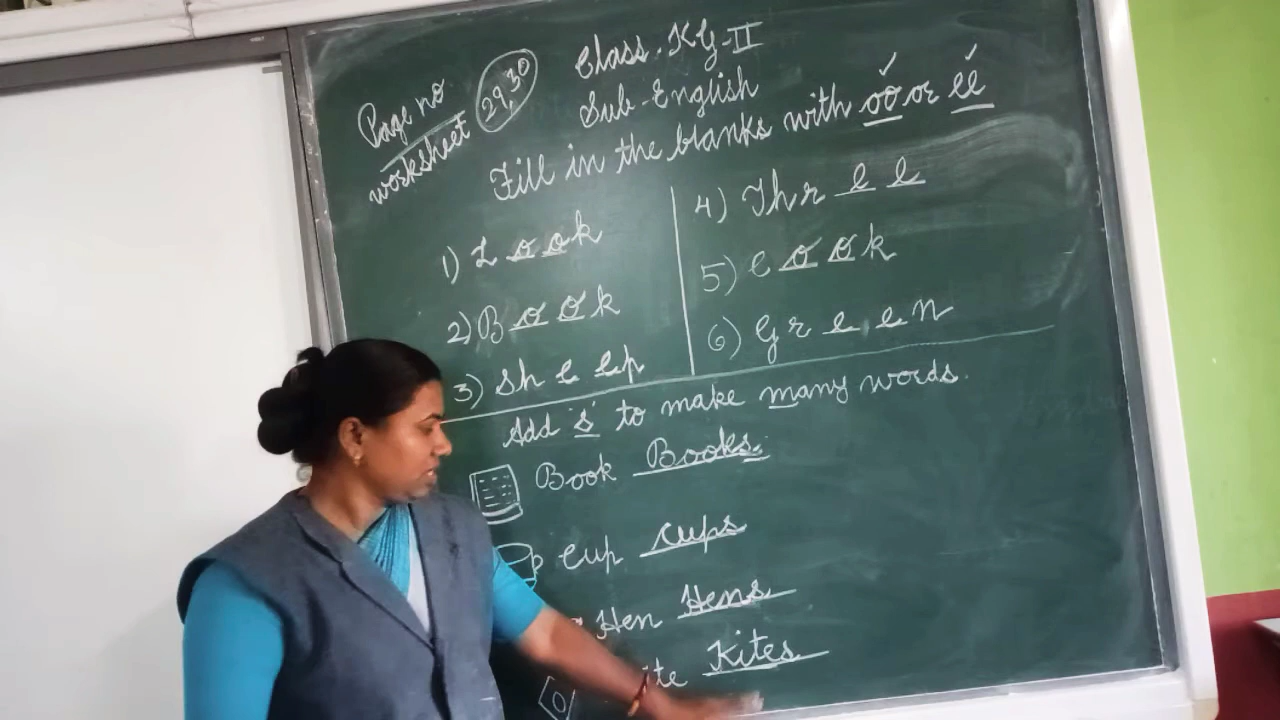 Class - KG-II
Sub - English
Page no 29,30
worksheet
Fill in the blanks with oo or ee
1) Look
2) Book
3) Sheep
4) Three
5) Cook
6) Green
Add 's' to make many words.
Book Books.
Cup Cups
Hen Hens
ite Kites